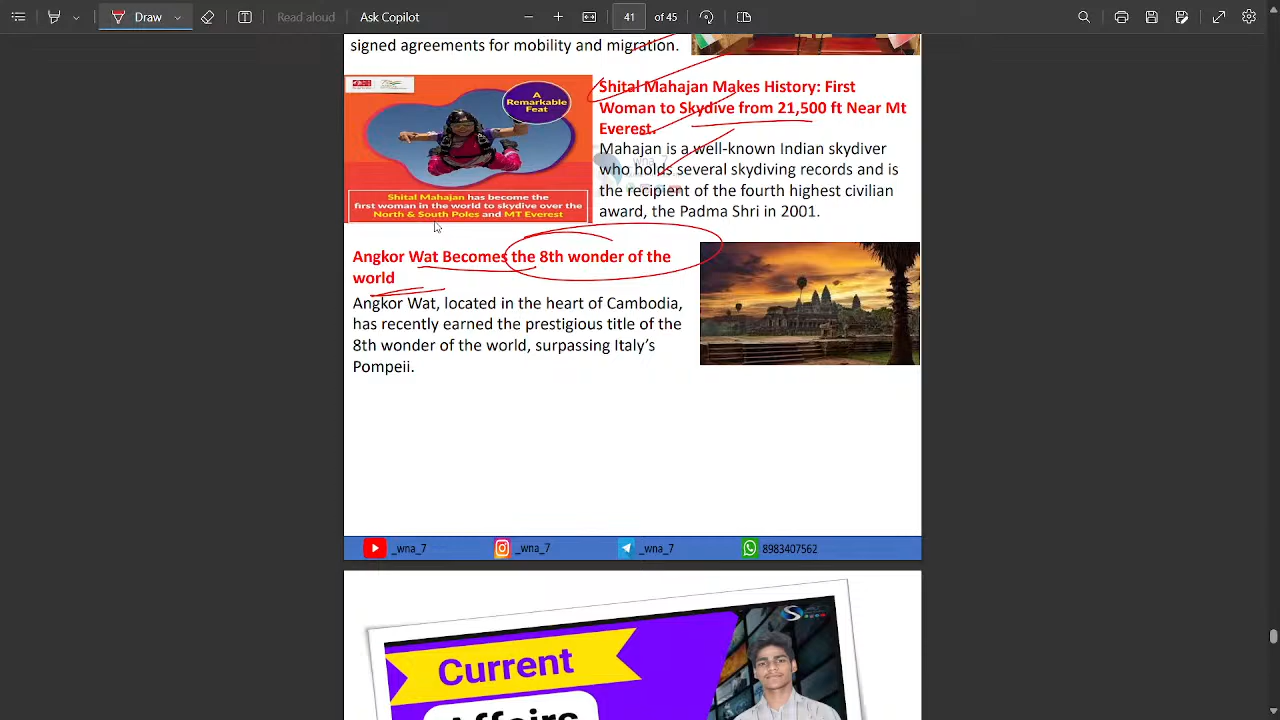 Draw
Read aloud
Ask Copilot
41
of 45
signed agreements for mobility and migration.
A
Remarkable
Feat
Shital Mahajan has become the
first woman in the world to skydive over the
North & South Poles and MT Everest
Shital Mahajan Makes History: First
Woman to Skydive from 21,500 ft Near Mt
Everest.
Mahajan is a well-known Indian skydiver
who holds several skydiving records and is
the recipient of the fourth highest civilian
award, the Padma Shri in 2001.
wna_7
Angkor Wat Becomes the 8th wonder of the
world
Angkor Wat, located in the heart of Cambodia,
has recently earned the prestigious title of the
8th wonder of the world, surpassing Italy’s
Pompeii.
_wna_7
_wna_7
_wna_7
8983407562
Current
Affairs